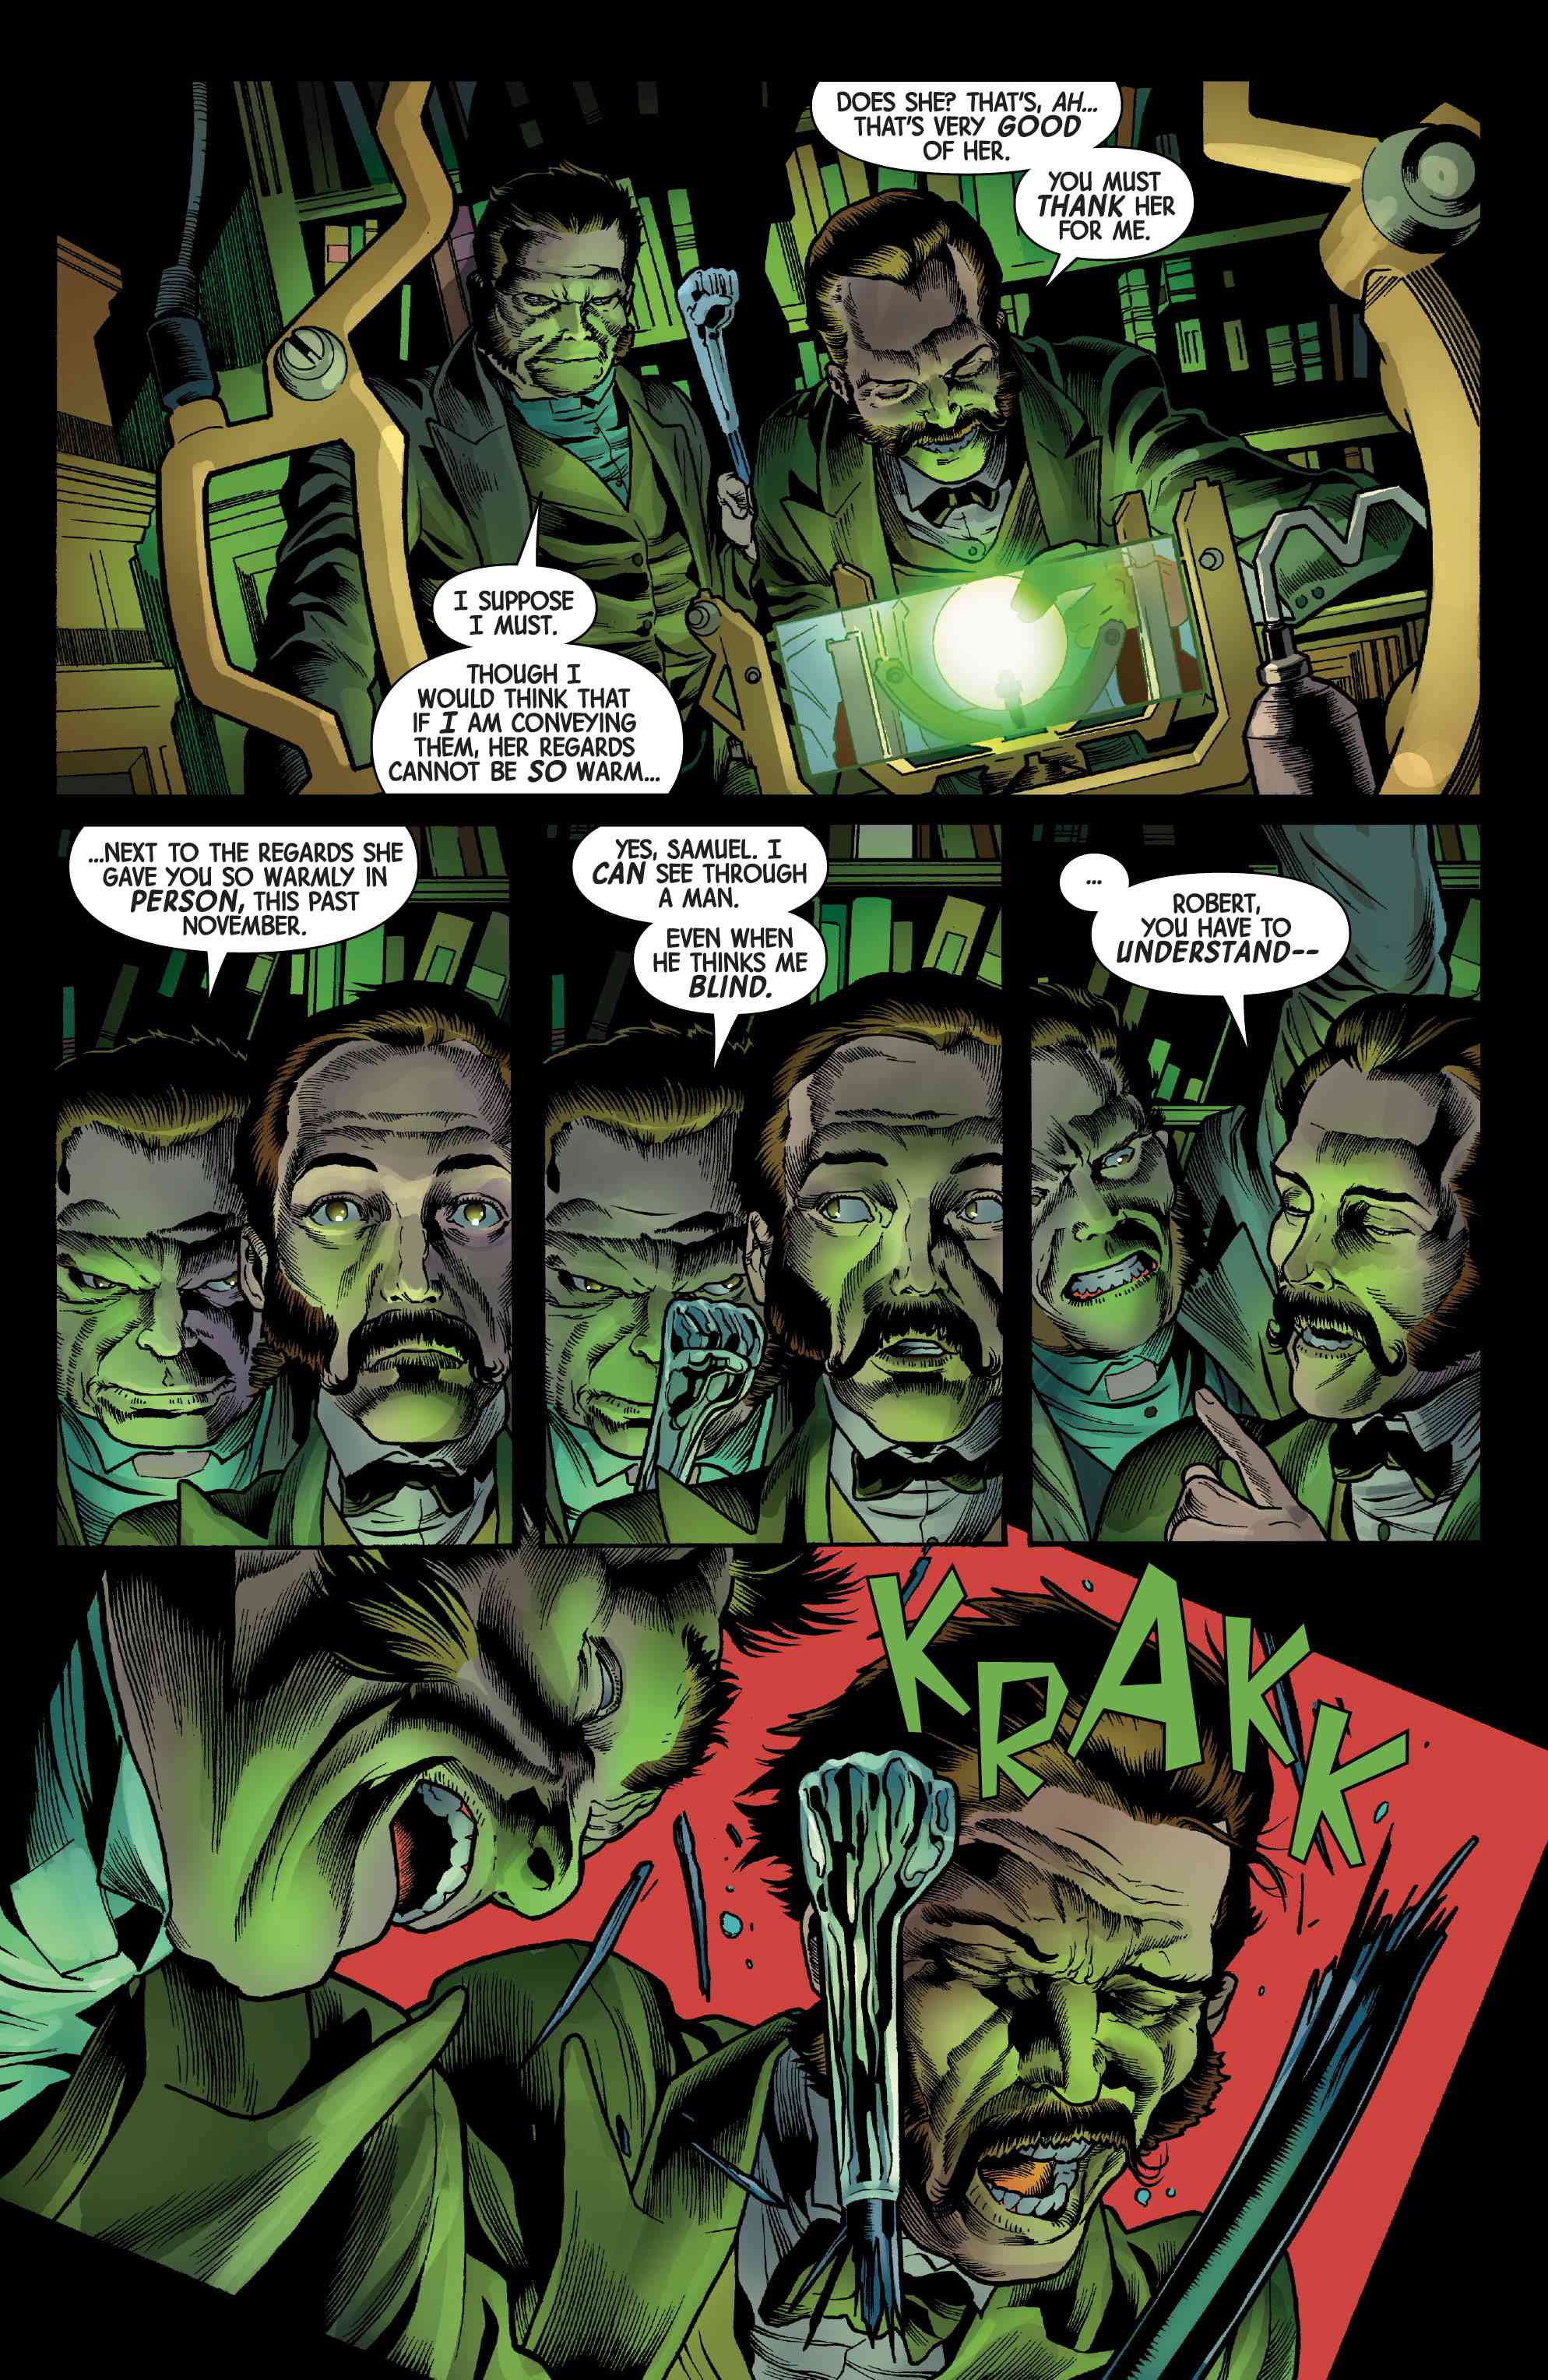 DOES SHE? THAT'S, AH...
THAT'S VERY GOOD
OF HER.
YOU MUST
THANK HER
FOR ME.
I SUPPOSE
I MUST.
THOUGH I
WOULD THINK THAT
IF I AM CONVEYING
THEM, HER REGARDS
CANNOT BE SO WARM...
...NEXT TO THE REGARDS SHE
GAVE YOU SO WARMLY IN
PERSON, THIS PAST
NOVEMBER.
YES, SAMUEL. I
CAN SEE THROUGH
A MAN.
EVEN WHEN
HE THINKS ME
BLIND.
...
ROBERT,
YOU HAVE TO
UNDERSTAND--
KRAKK